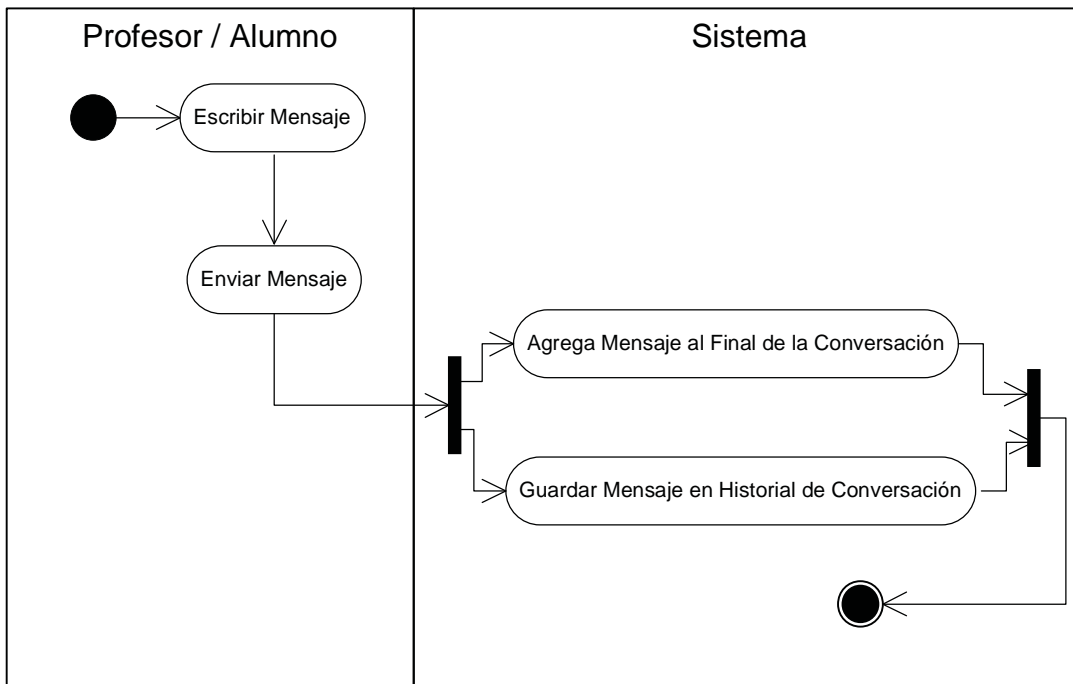 Profesor / Alumno
Sistema
Escribir Mensaje
Enviar Mensaje
Agrega Mensaje al Final de la Conversación
Guardar Mensaje en Historial de Conversación